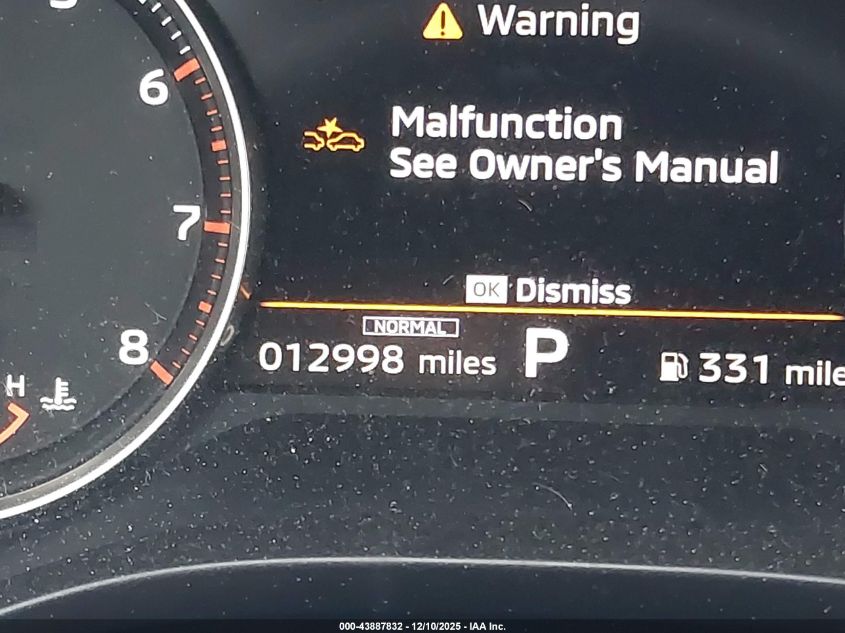 Warning
Malfunction
See Owner's Manual
OK Dismiss
NORMAL
012998 miles P 331 mile
6
7
8
H
000-43887832 - 12/10/2025 - IAA Inc.